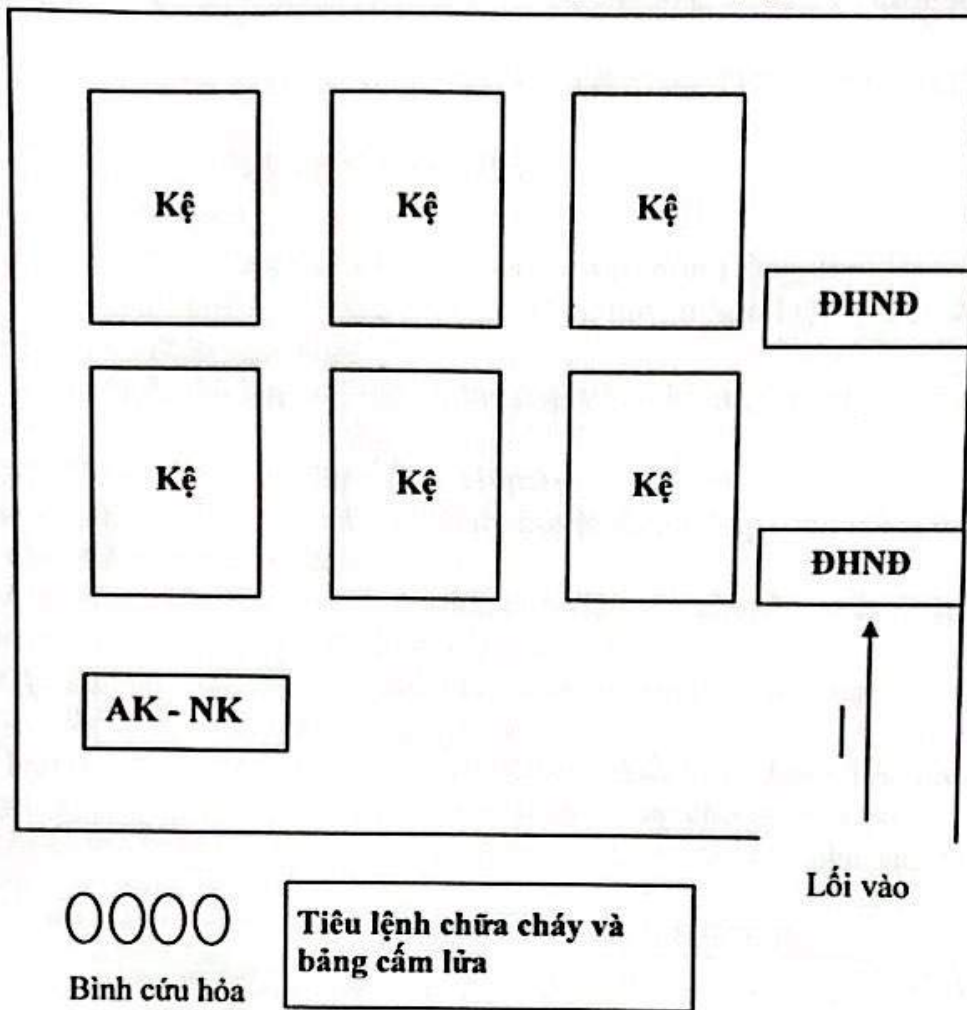 Kệ
Kệ
Kệ
ĐHNĐ
Kệ
Kệ
Kệ
ĐHNĐ
AK - NK
Lối vào
Tiêu lệnh chữa cháy và
bảng cấm lửa
Bình cứu hỏa